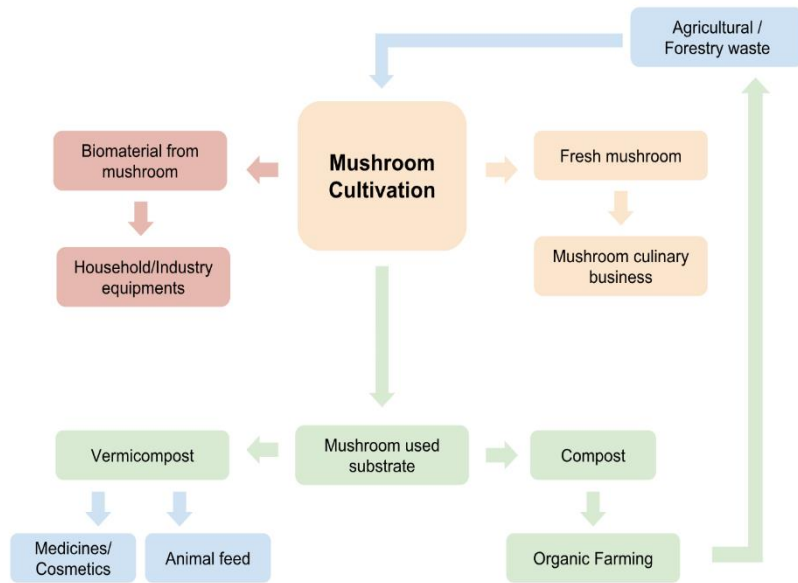 Agricultural /
Forestry waste
Biomaterial from
mushroom
Mushroom
Cultivation
Fresh mushroom
Household/Industry
equipments
Mushroom culinary
business
Vermicompost
Mushroom used
substrate
Compost
Medicines/
Cosmetics
Animal feed
Organic Farming